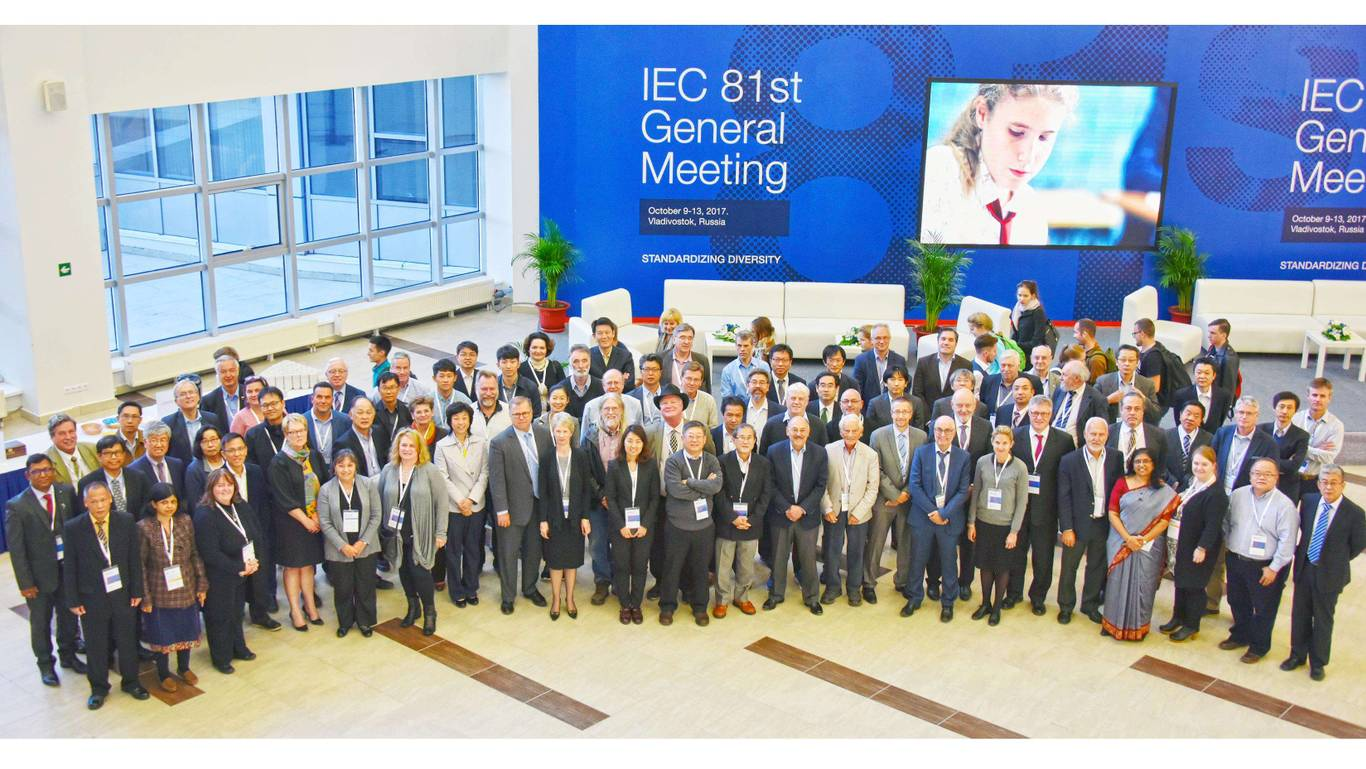 IEC 81st
General
Meeting
October 9-13, 2017.
Vladivostok, Russia
STANDARDIZING DIVERSITY
IEC
Gen
Mee
October 9-13, 2017
Vladivostok, Russia
STANDARDIZING D